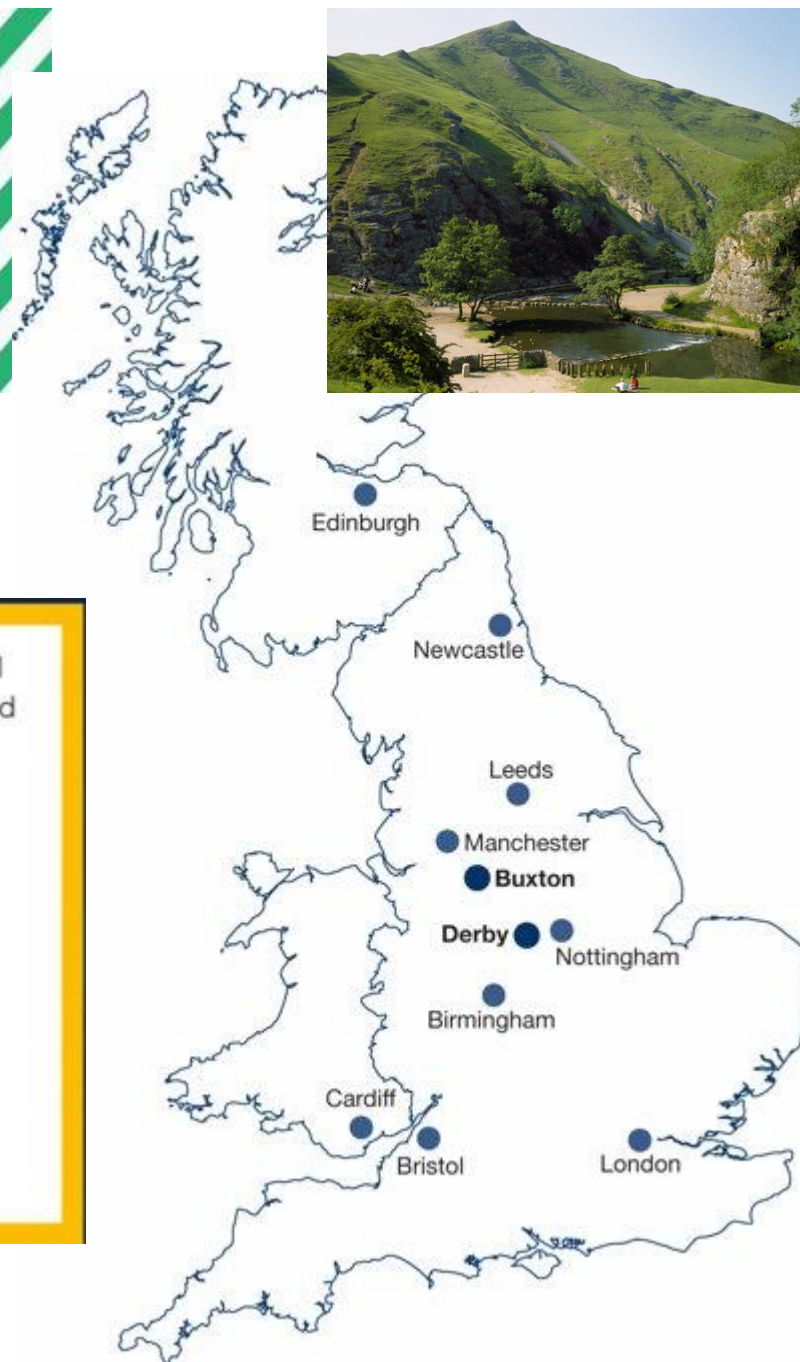 Edinburgh
Newcastle
Leeds
Manchester
Buxton
Derby
Nottingham
Birmingham
Cardiff
Bristol
London
d